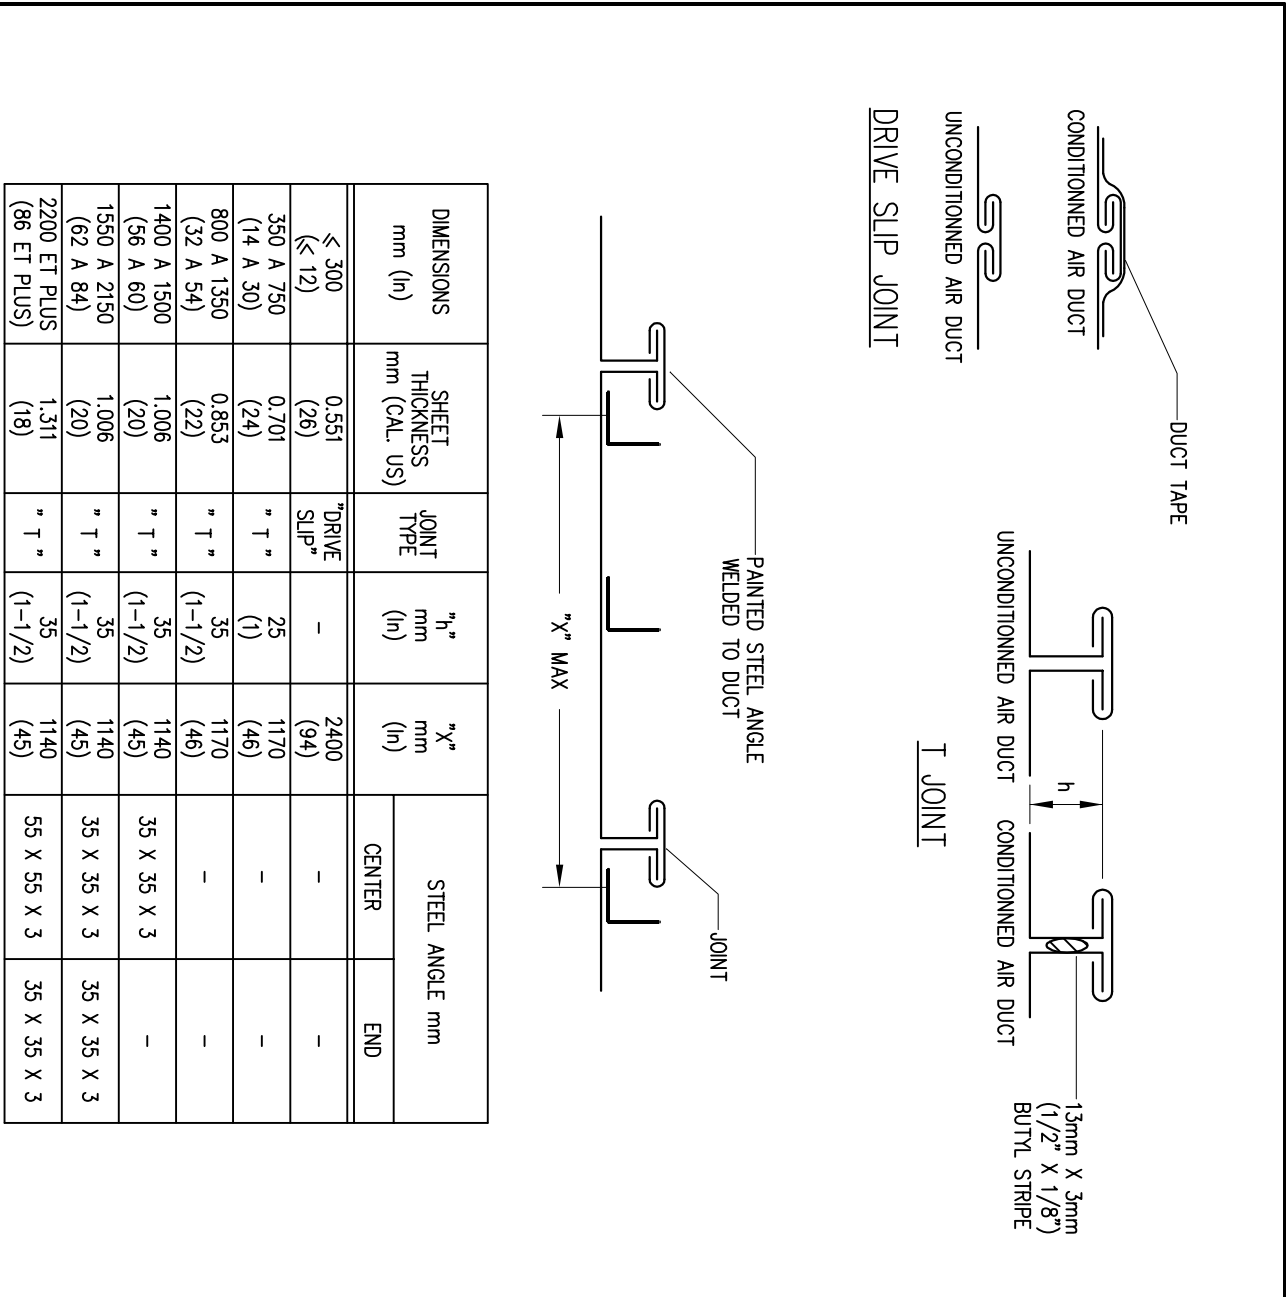 DUCT TAPE
CONDITIONNED AIR DUCT
UNCONDITIONNED AIR DUCT
DRIVE SLIP JOINT
13mm X 3mm
(1/2" X 1/8")
BUTYL STRIPE
h
UNCONDITIONNED AIR DUCT
CONDITIONNED AIR DUCT
T JOINT
PAINTED STEEL ANGLE
WELDED TO DUCT
JOINT
"X" MAX
DIMENSIONS
mm (In)
SHEET
THICKNESS
mm (CAL. US)
JOINT
TYPE
"h"
mm
(In)
"X"
mm
(In)
STEEL ANGLE mm
CENTER
END
≤ 300
(≤ 12)
0.551
(26)
"DRIVE
SLIP"
-
2400
(94)
-
-
350 A 750
(14 A 30)
0.701
(24)
" T "
25
(1)
1170
(46)
-
-
800 A 1350
(32 A 54)
0.853
(22)
" T "
35
(1-1/2)
1170
(46)
-
-
1400 A 1500
(56 A 60)
1.006
(20)
" T "
35
(1-1/2)
1140
(45)
35 X 35 X 3
-
1550 A 2150
(62 A 84)
1.006
(20)
" T "
35
(1-1/2)
1140
(45)
35 X 35 X 3
35 X 35 X 3
2200 ET PLUS
(86 ET PLUS)
1.311
(18)
" T "
35
(1-1/2)
1140
(45)
55 X 55 X 3
35 X 35 X 3